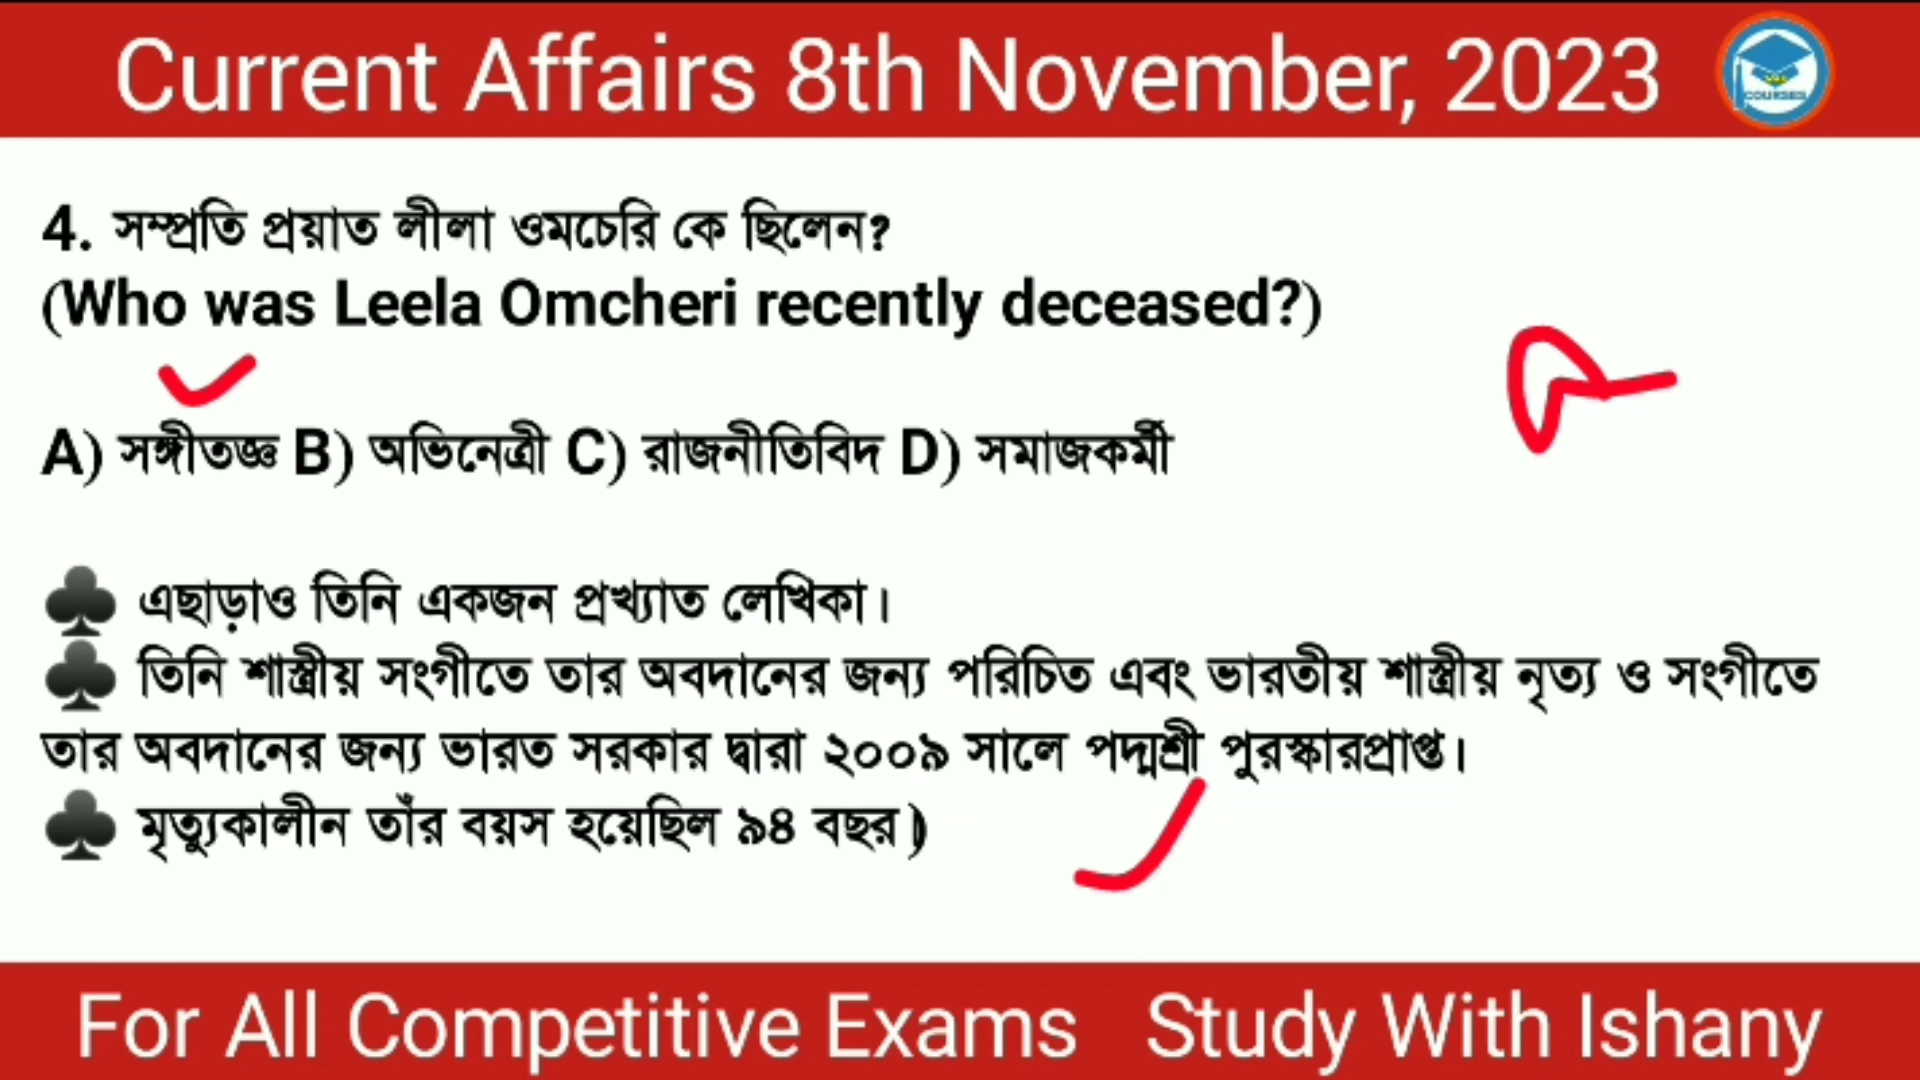 Current Affairs 8th November, 2023
COURSES
4. সম্প্রতি প্রয়াত লীলা ওমচেরি কে ছিলেন?
(Who was Leela Omcheri recently deceased?)
A) সঙ্গীতজ্ঞ B) অভিনেত্রী C) রাজনীতিবিদ D) সমাজকর্মী
♣ এছাড়াও তিনি একজন প্রখ্যাত লেখিকা।
♣ তিনি শাস্ত্রীয় সংগীতে তার অবদানের জন্য পরিচিত এবং ভারতীয় শাস্ত্রীয় নৃত্য ও সংগীতে
তার অবদানের জন্য ভারত সরকার দ্বারা ২০০৯ সালে পদ্মশ্রী পুরস্কারপ্রাপ্ত।
♣ মৃত্যুকালীন তাঁর বয়স হয়েছিল ৯৪ বছর।)
For All Competitive Exams Study With Ishany